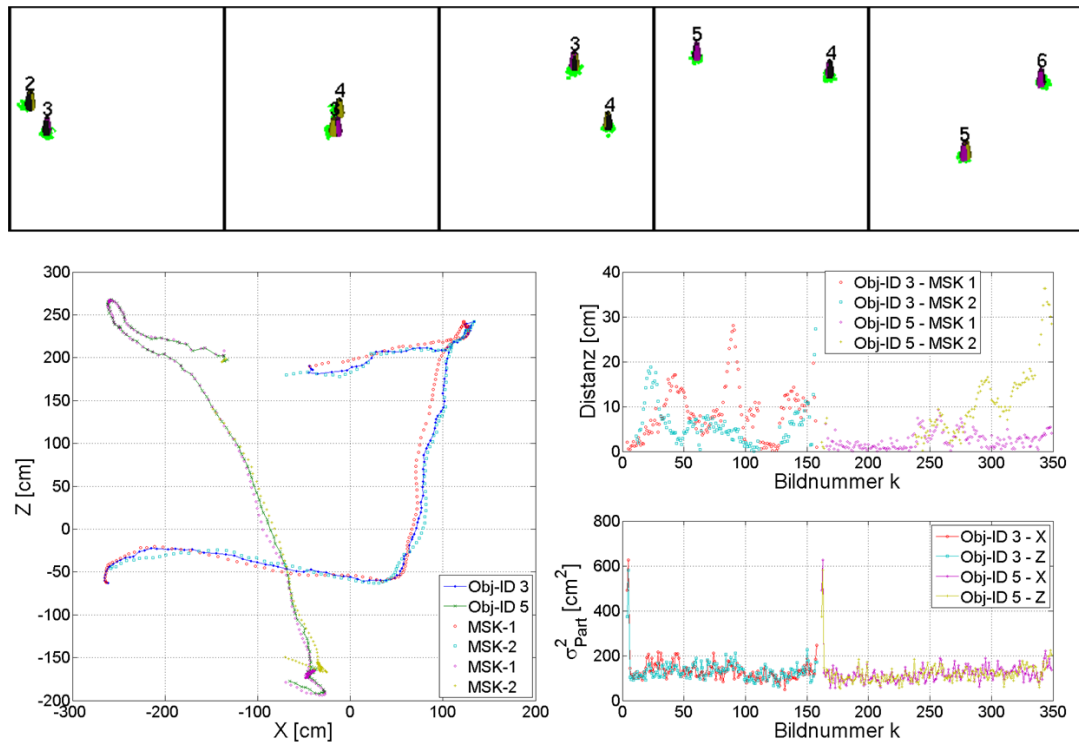 2
3
4
3
3
4
5
4
6
5
300
250
200
150
100
50
0
-50
-100
-150
-200
Z [cm]
-300 -200 -100 0 100 200
X [cm]
Obj-ID 3
Obj-ID 5
MSK-1
MSK-2
MSK-1
MSK-2
40
30
20
10
0
Distanz [cm]
0 50 100 150 200 250 300 350
Bildnummer k
Obj-ID 3 - MSK 1
Obj-ID 3 - MSK 2
Obj-ID 5 - MSK 1
Obj-ID 5 - MSK 2
800
600
400
200
0
σ²Part [cm²]
0 50 100 150 200 250 300 350
Bildnummer k
Obj-ID 3 - X
Obj-ID 3 - Z
Obj-ID 5 - X
Obj-ID 5 - Z